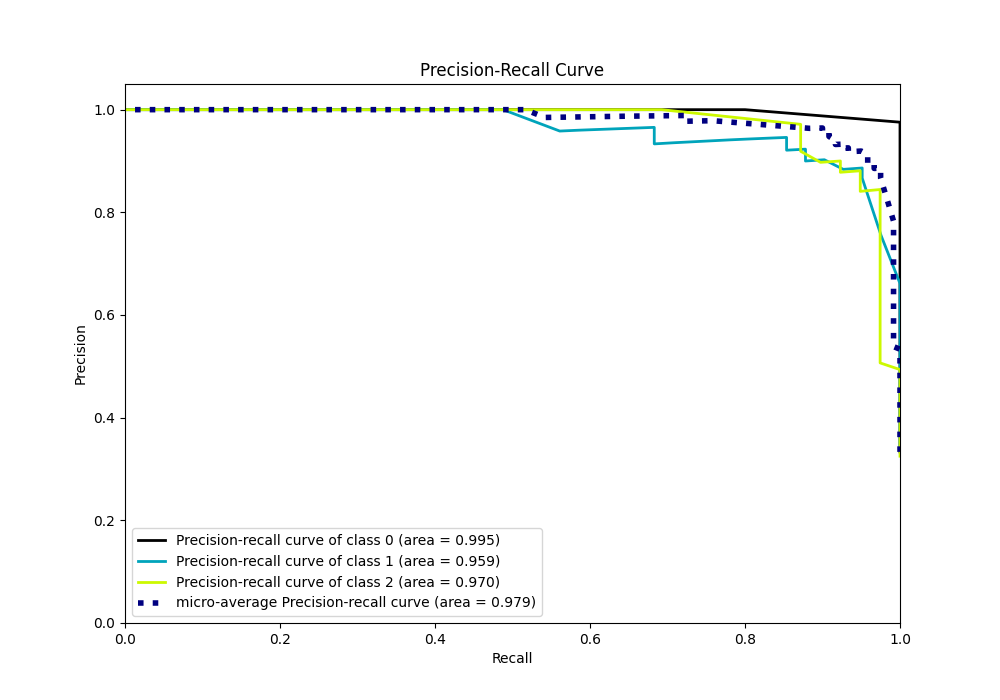 Precision-Recall Curve
1.0
0.8
0.6
0.4
0.2
0.0
Precision
Precision-recall curve of class 0 (area = 0.995)
Precision-recall curve of class 1 (area = 0.959)
Precision-recall curve of class 2 (area = 0.970)
micro-average Precision-recall curve (area = 0.979)
0.0 0.2 0.4 0.6 0.8 1.0
Recall